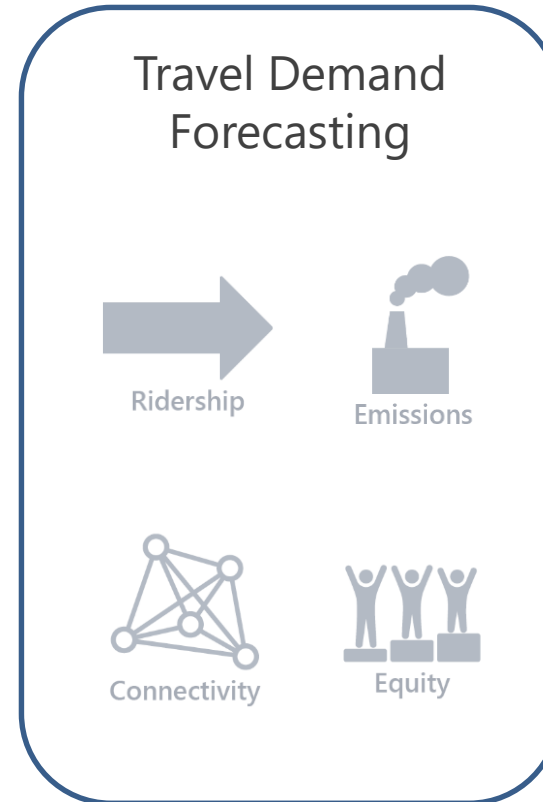 Travel Demand
Forecasting
Ridership
Emissions
Connectivity
Equity